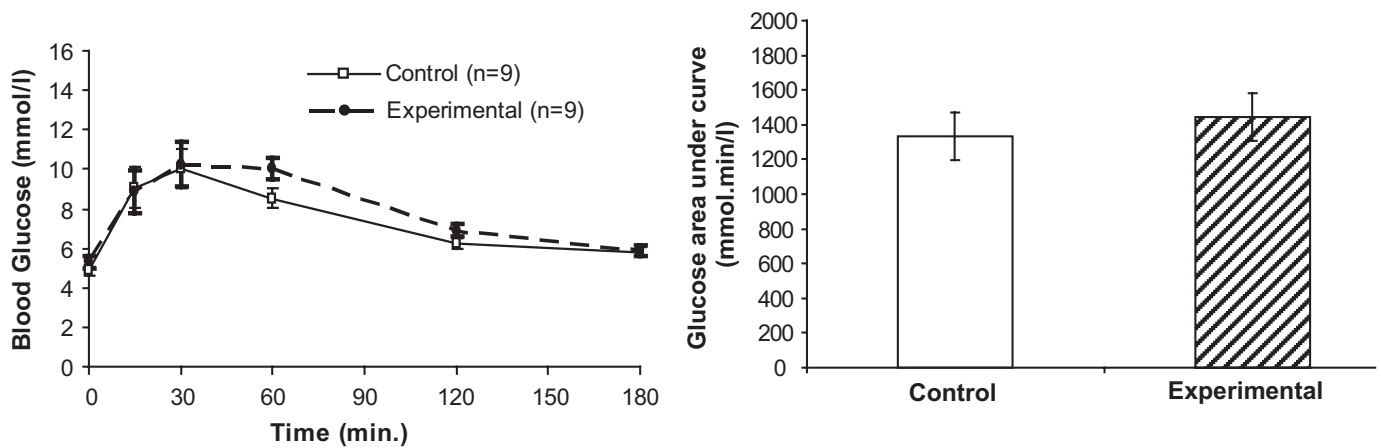 Blood Glucose (mmol/l)
16
14
12
10
8
6
4
2
0
Control (n=9)
Experimental (n=9)
0 30 60 90 120 150 180
Time (min.)
Glucose area under curve
(mmol.min/l)
2000
1800
1600
1400
1200
1000
800
600
400
200
0
Control Experimental